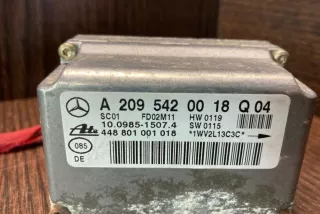 A 209 542 00 18 Q 04
SC01 FD02M11 HW 0119
10.0985-1507.4 SW 0115
448 801 001 018 *1WV2L13C3C*
Ate
085
DE